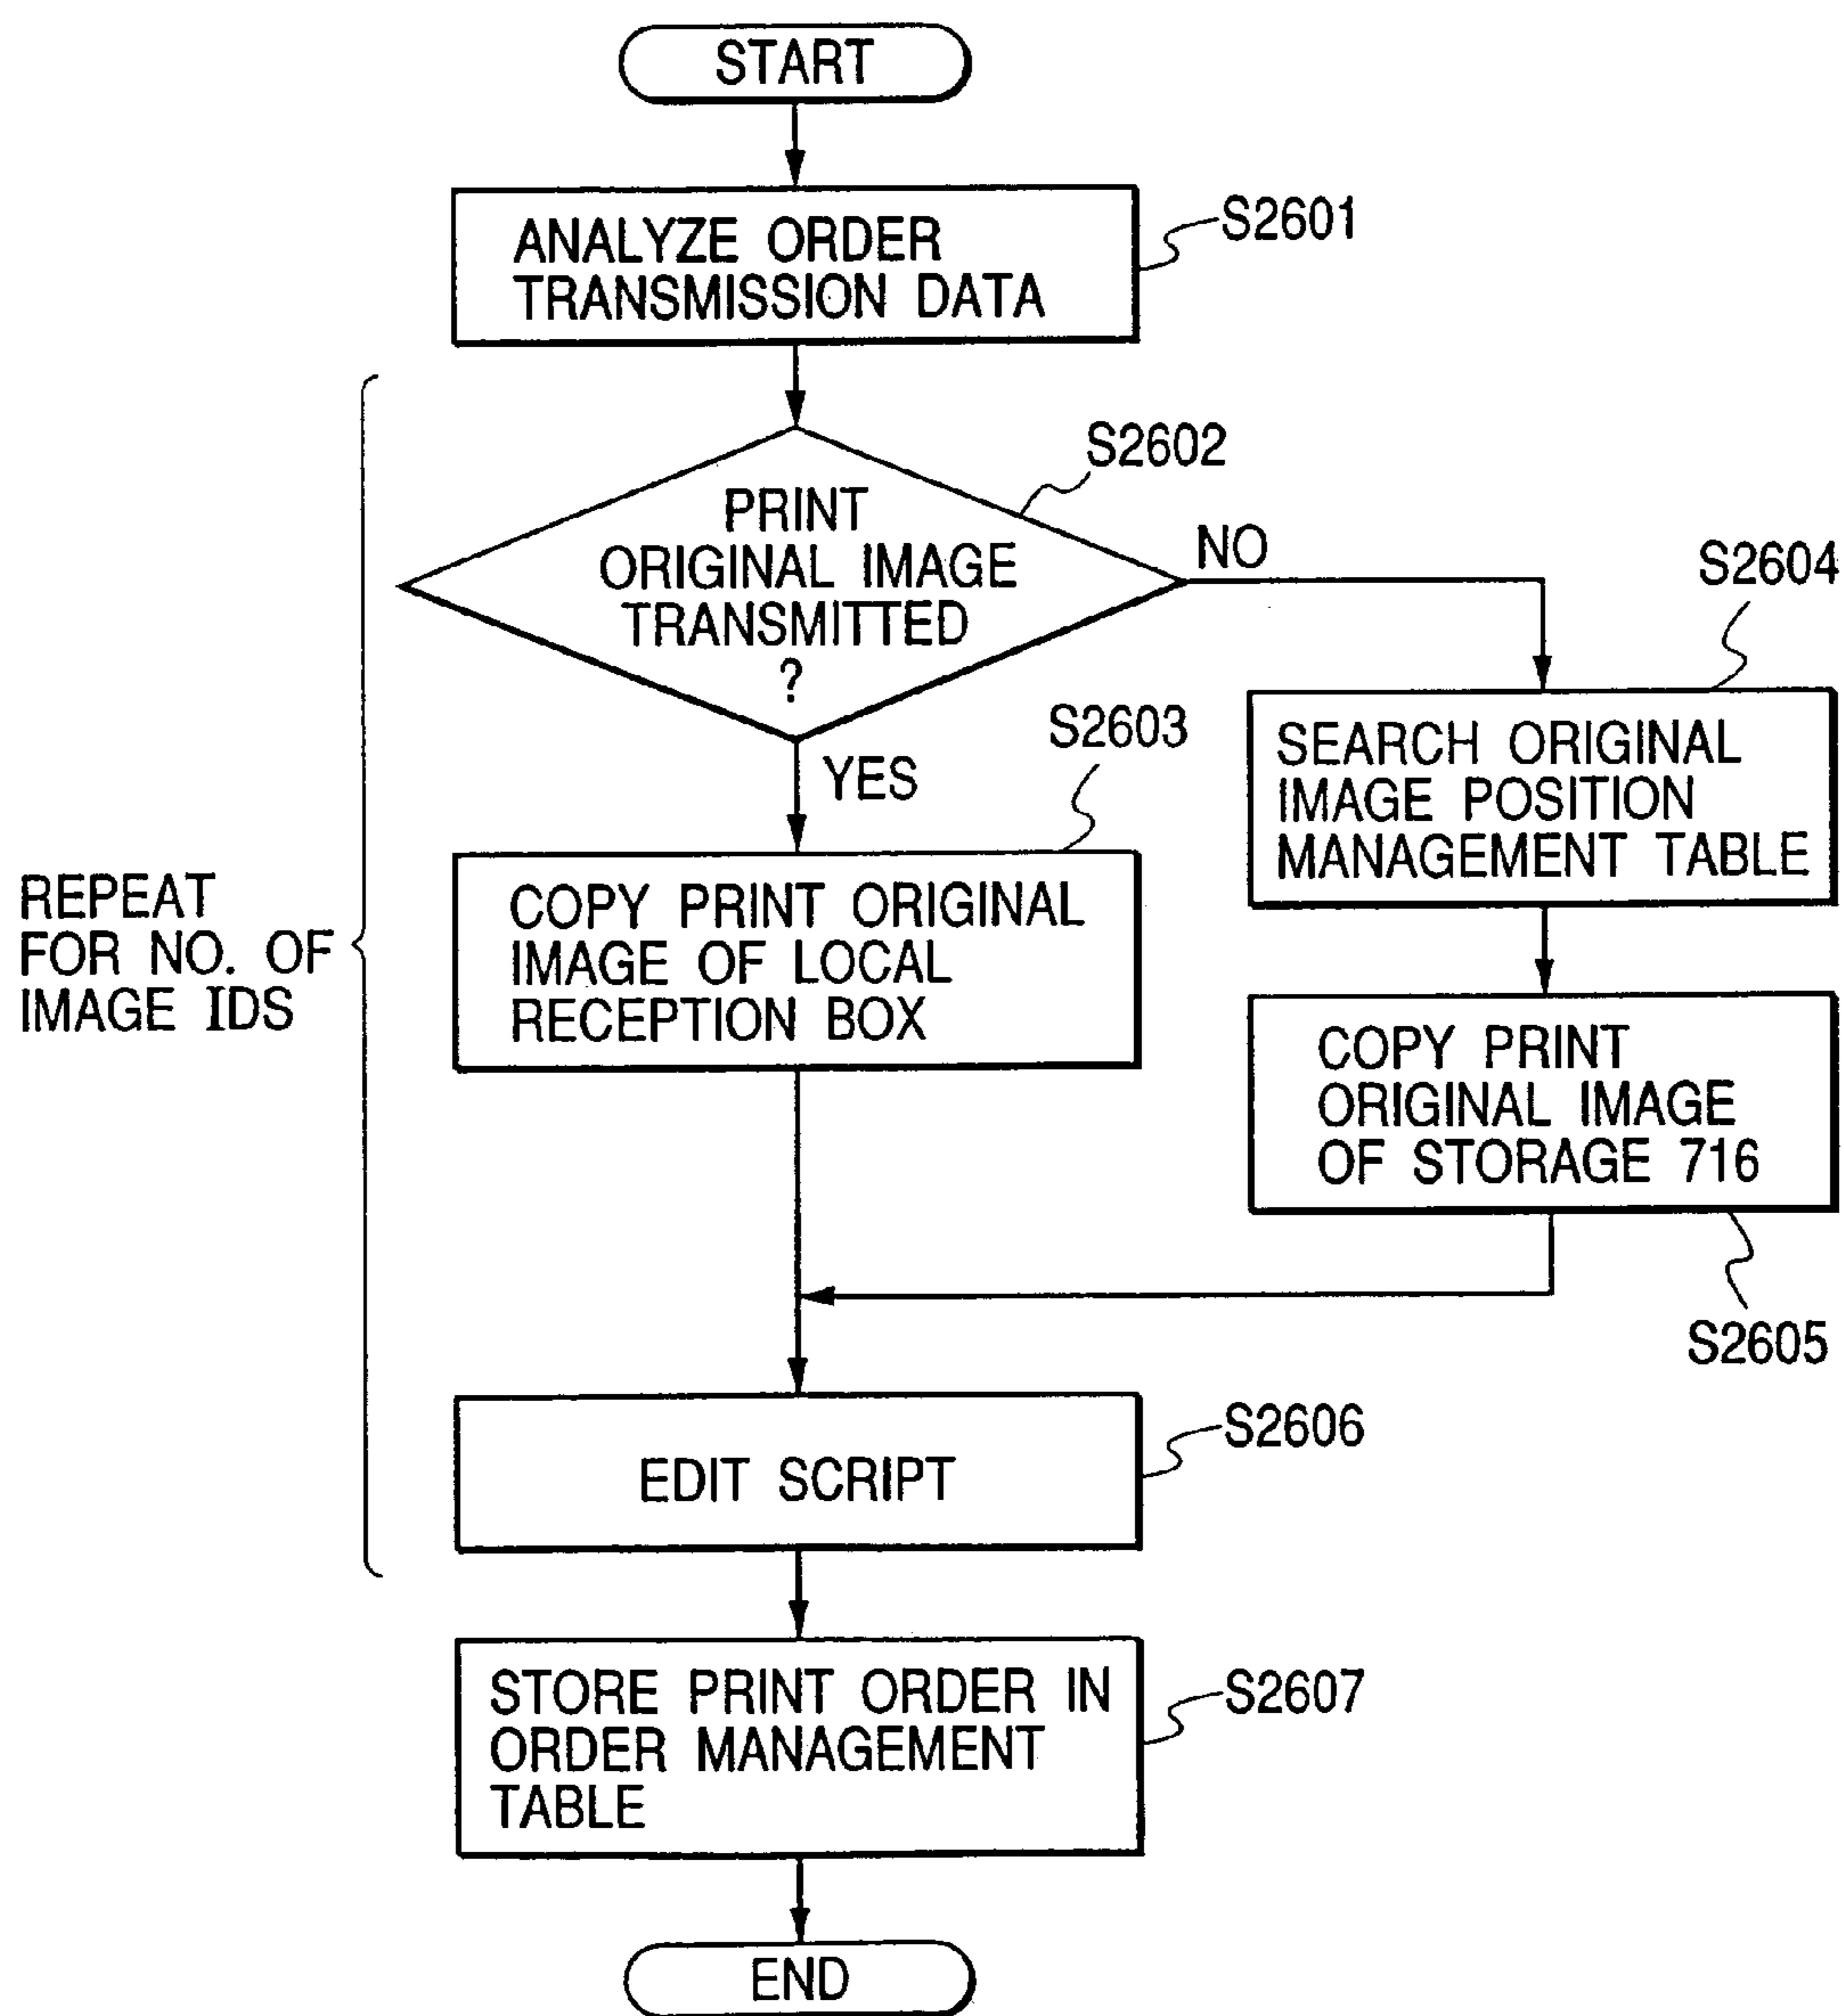 START
ANALYZE ORDER
TRANSMISSION DATA
S2601
PRINT
ORIGINAL IMAGE
TRANSMITTED
?
S2602
NO
YES
S2603
COPY PRINT ORIGINAL
IMAGE OF LOCAL
RECEPTION BOX
S2604
SEARCH ORIGINAL
IMAGE POSITION
MANAGEMENT TABLE
COPY PRINT
ORIGINAL IMAGE
OF STORAGE 716
S2605
REPEAT
FOR NO. OF
IMAGE IDS
EDIT SCRIPT
S2606
STORE PRINT ORDER IN
ORDER MANAGEMENT
TABLE
S2607
END